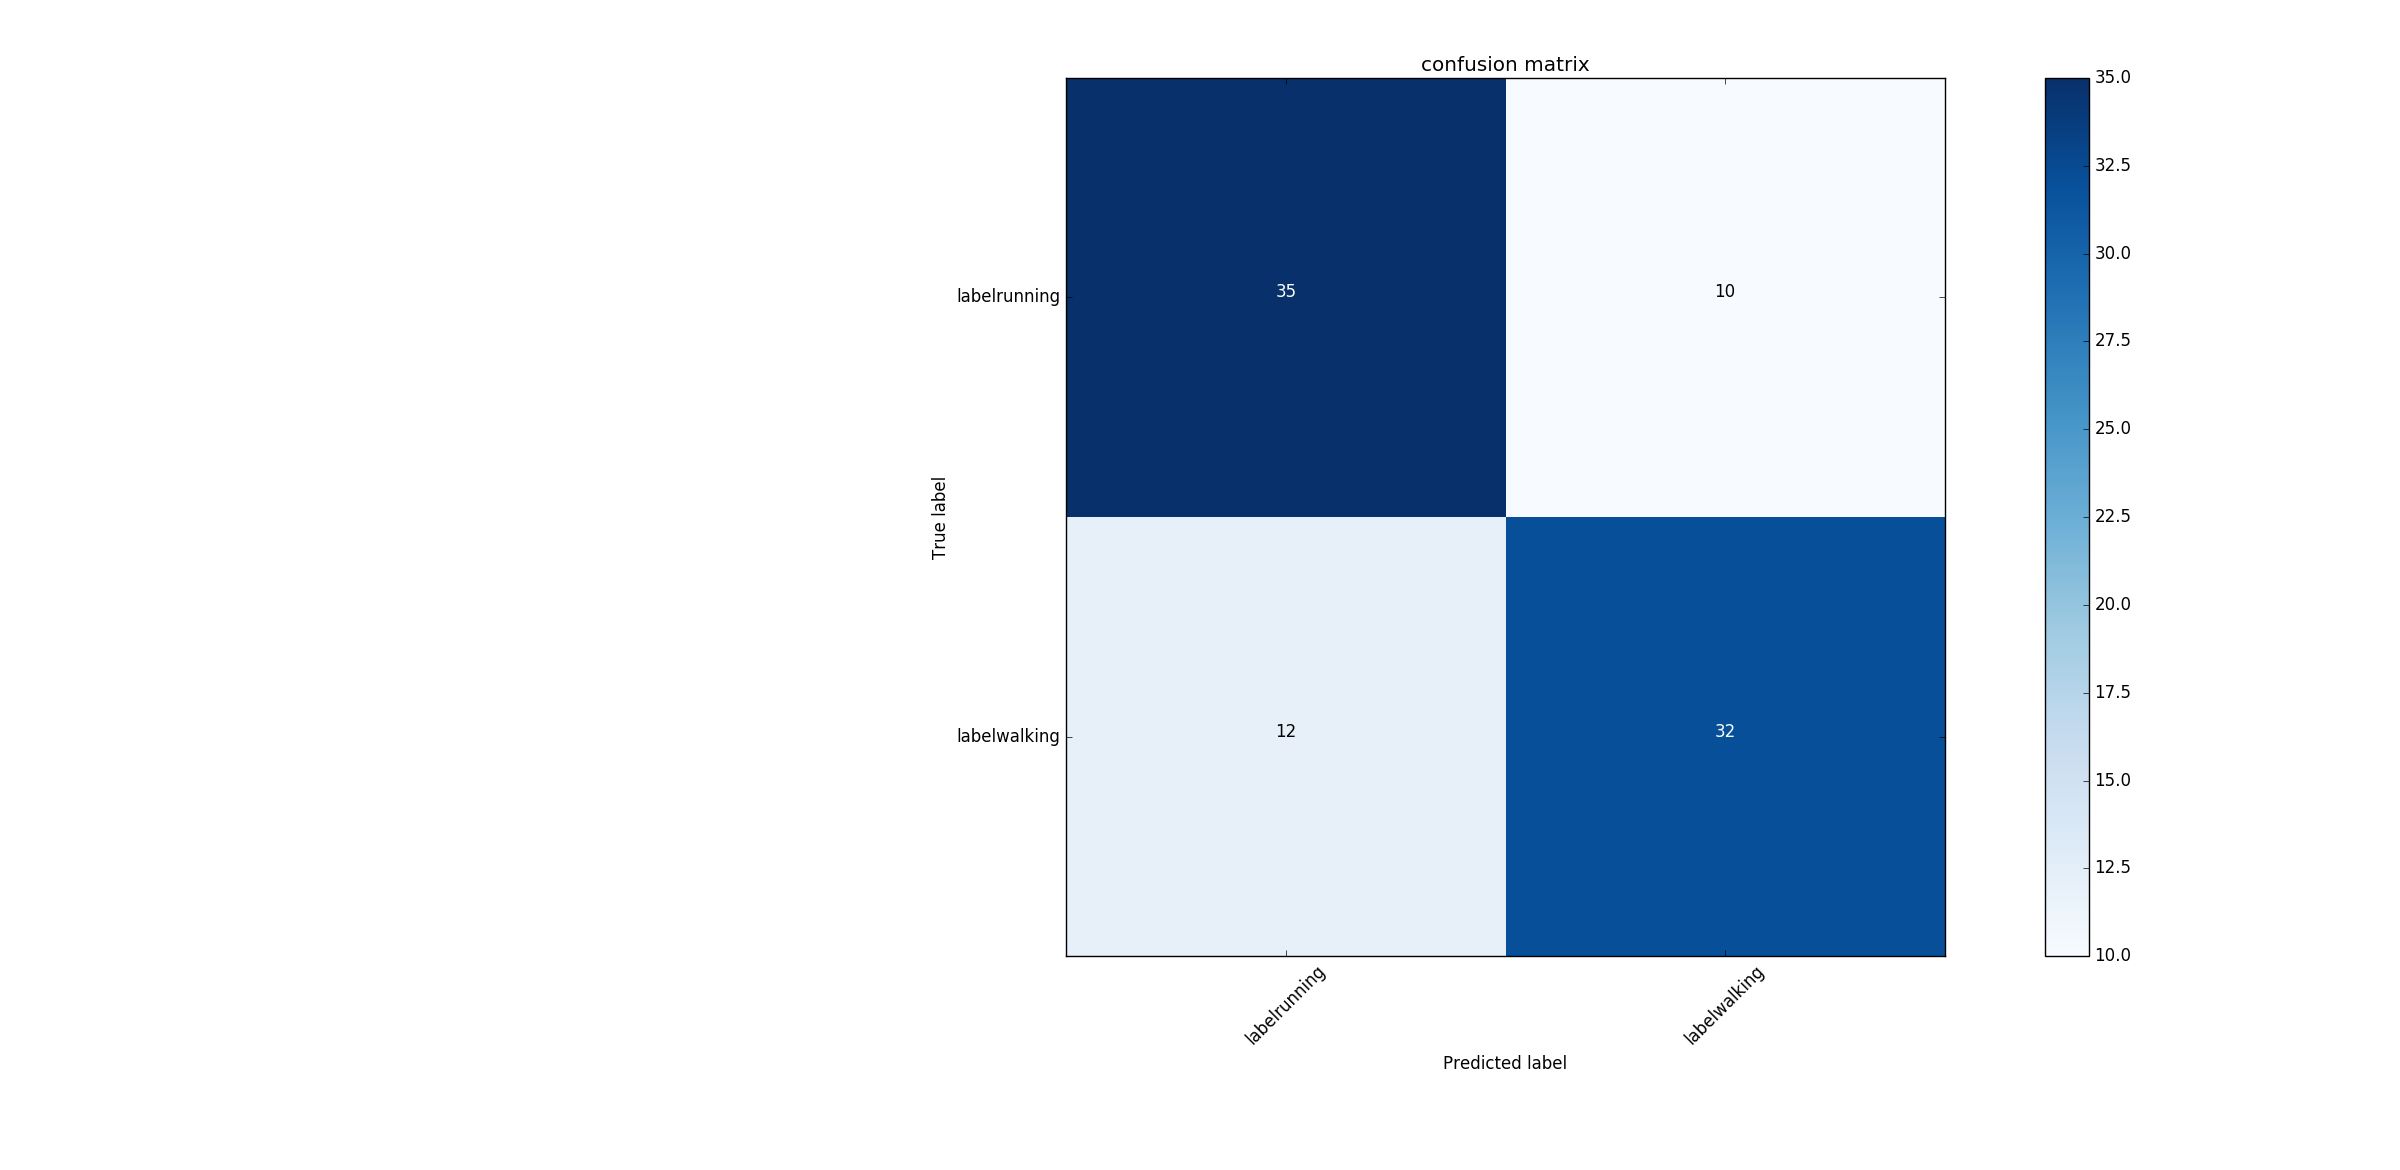 confusion matrix
labelrunning
labelwalking
True label
35
10
12
32
labelrunning
labelwalking
Predicted label
35.0
32.5
30.0
27.5
25.0
22.5
20.0
17.5
15.0
12.5
10.0